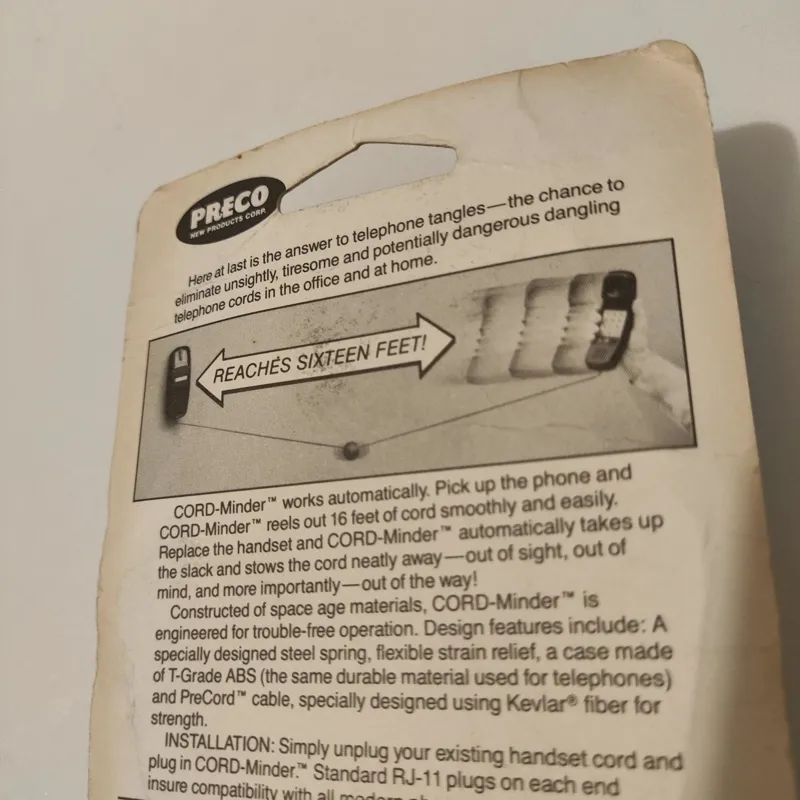 PRECO
NEW PRODUCTS CORP.
Here at last is the answer to telephone tangles—the chance to
eliminate unsightly, tiresome and potentially dangerous dangling
telephone cords in the office and at home.
REACHES SIXTEEN FEET!
CORD-Minder™ works automatically. Pick up the phone and
CORD-Minder™ reels out 16 feet of cord smoothly and easily.
Replace the handset and CORD-Minder™ automatically takes up
the slack and stows the cord neatly away—out of sight, out of
mind, and more importantly—out of the way!
Constructed of space age materials, CORD-Minder™ is
engineered for trouble-free operation. Design features include: A
specially designed steel spring, flexible strain relief, a case made
of T-Grade ABS (the same durable material used for telephones)
and PreCord™ cable, specially designed using Kevlar® fiber for
strength.
INSTALLATION: Simply unplug your existing handset cord and
plug in CORD-Minder.™ Standard RJ-11 plugs on each end
insure compatibility with all modern